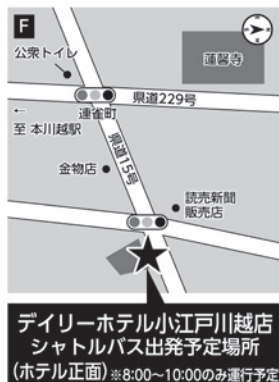 F
公衆トイレ
蓮馨寺
県道229号
連雀町
←
至 本川越駅
県道15号
金物店
読売新聞
販売店
デイリーホテル小江戸川越店
シャトルバス出発予定場所
(ホテル正面)※8:00~10:00のみ運行予定